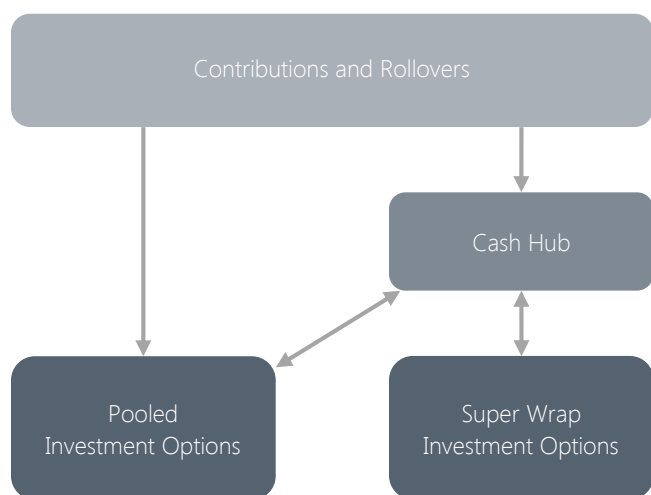 Contributions and Rollovers
Cash Hub
Pooled
Investment Options
Super Wrap
Investment Options